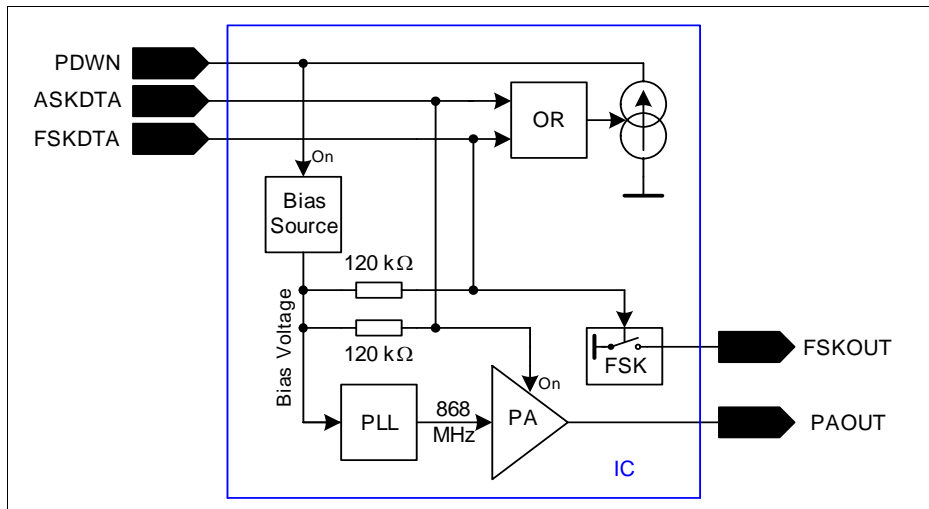 PDWN
ASKDTA
FSKDTA
On
OR
Bias
Source
120 kΩ
Bias Voltage
120 kΩ
FSK
FSKOUT
On
PLL
868
MHz
PA
PAOUT
IC